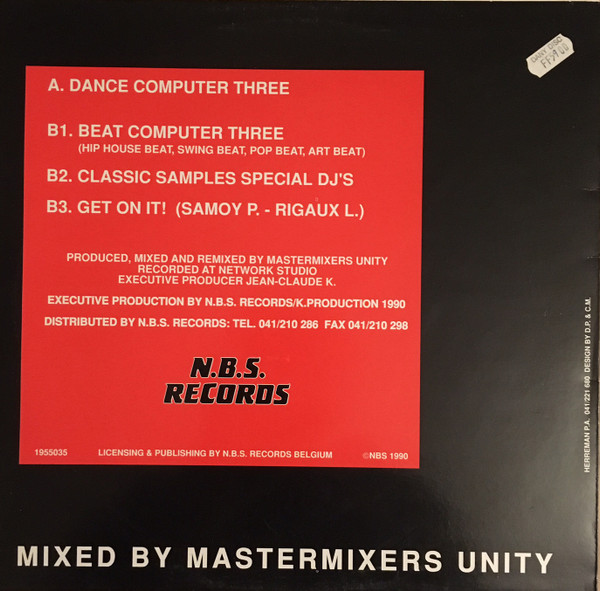 DANY DISC
FF59.00
A. DANCE COMPUTER THREE
B1. BEAT COMPUTER THREE
(HIP HOUSE BEAT, SWING BEAT, POP BEAT, ART BEAT)
B2. CLASSIC SAMPLES SPECIAL DJ'S
B3. GET ON IT! (SAMOY P. - RIGAUX L.)
PRODUCED, MIXED AND REMIXED BY MASTERMIXERS UNITY
RECORDED AT NETWORK STUDIO
EXECUTIVE PRODUCER JEAN-CLAUDE K.
EXECUTIVE PRODUCTION BY N.B.S. RECORDS/K.PRODUCTION 1990
DISTRIBUTED BY N.B.S. RECORDS: TEL. 041/210 286 FAX 041/210 298
N.B.S.
RECORDS
1955035 LICENSING & PUBLISHING BY N.B.S. RECORDS BELGIUM ©NBS 1990
HERREMAN P.A. 041/221 660 DESIGN BY D.P. & C.M.
MIXED BY MASTERMIXERS UNITY